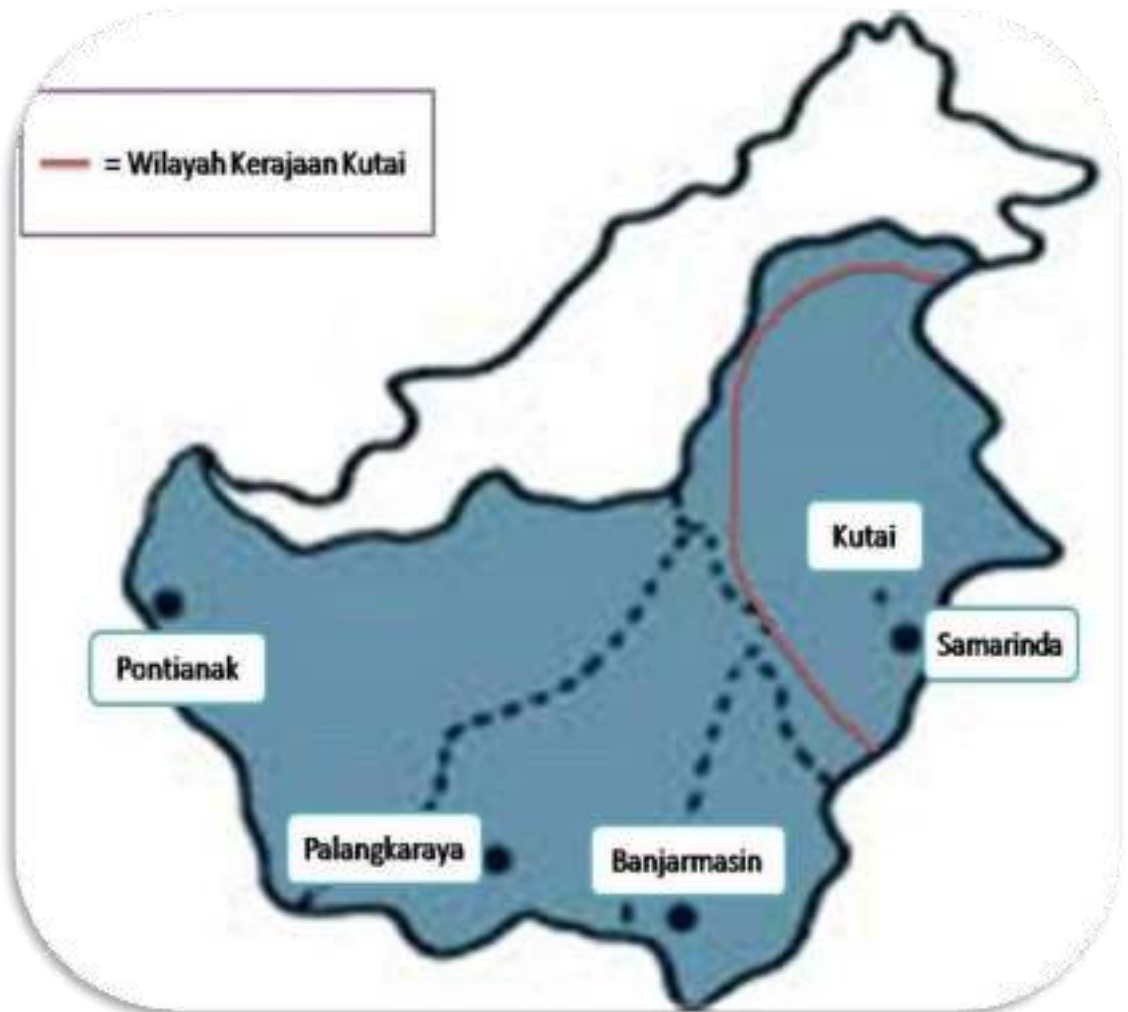 = Wilayah Kerajaan Kutai
Kutai
Samarinda
Pontianak
Palangkaraya
Banjarmasin